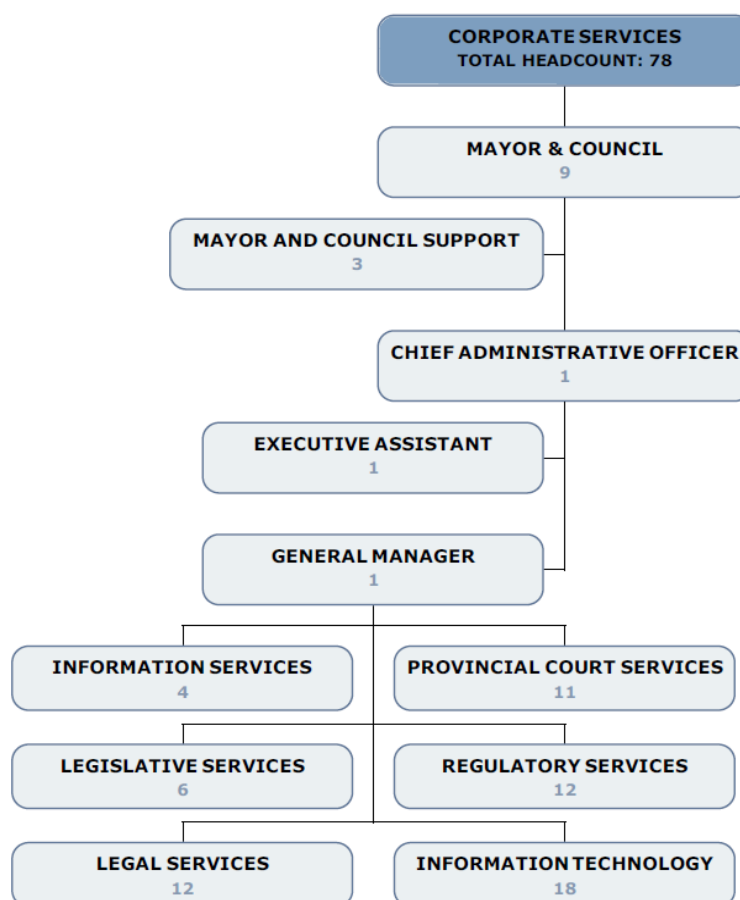 CORPORATE SERVICES
TOTAL HEADCOUNT: 78
MAYOR & COUNCIL
9
MAYOR AND COUNCIL SUPPORT
3
CHIEF ADMINISTRATIVE OFFICER
1
EXECUTIVE ASSISTANT
1
GENERAL MANAGER
1
INFORMATION SERVICES
4
PROVINCIAL COURT SERVICES
11
LEGISLATIVE SERVICES
6
REGULATORY SERVICES
12
LEGAL SERVICES
12
INFORMATION TECHNOLOGY
18